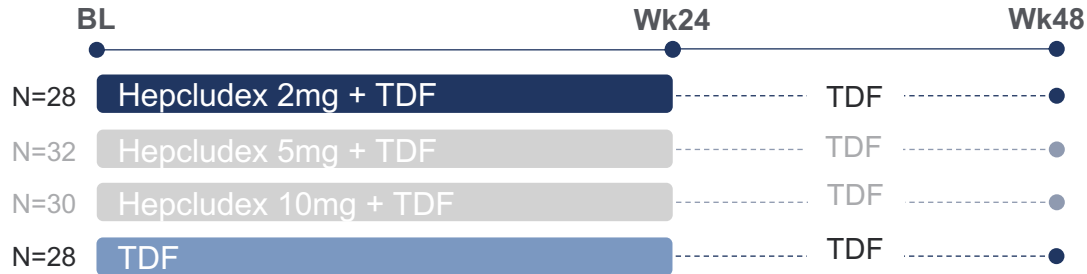 BL Wk24 Wk48
N=28 Hepcludex 2mg + TDF TDF
N=32 Hepcludex 5mg + TDF TDF
N=30 Hepcludex 10mg + TDF TDF
N=28 TDF TDF